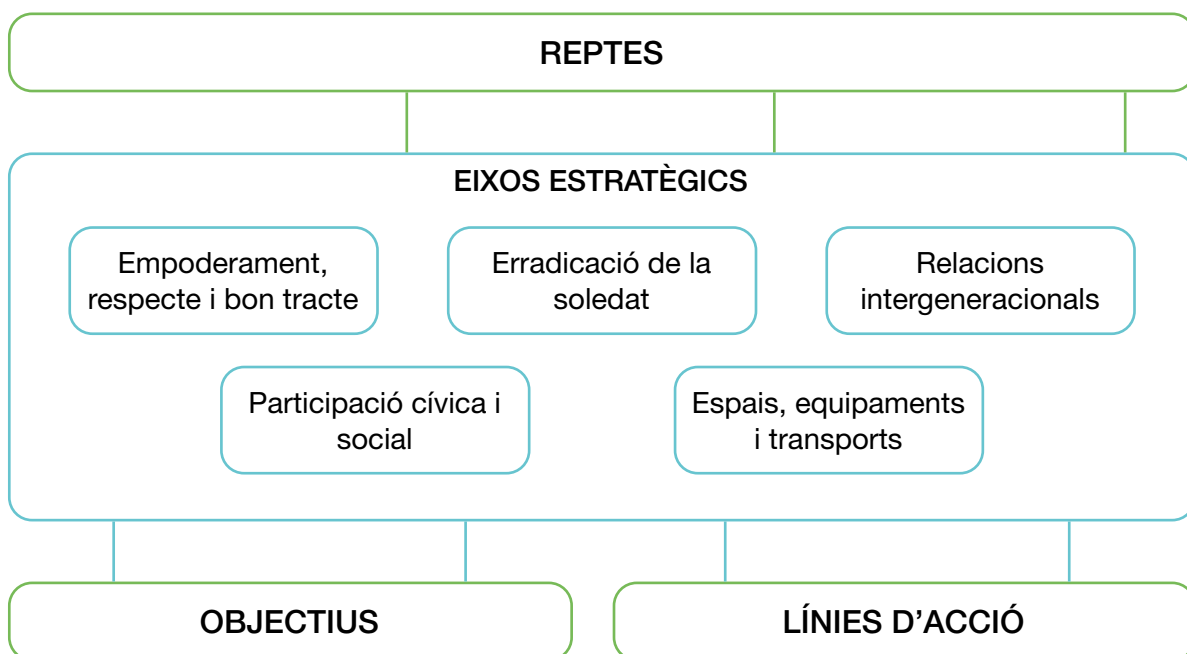 REPTES
EIXOS ESTRATÈGICS
Empoderament,
respecte i bon tracte
Erradicació de la
soledat
Relacions
intergeneracionals
Participació cívica i
social
Espais, equipaments
i transports
OBJECTIUS
LÍNIES D’ACCIÓ